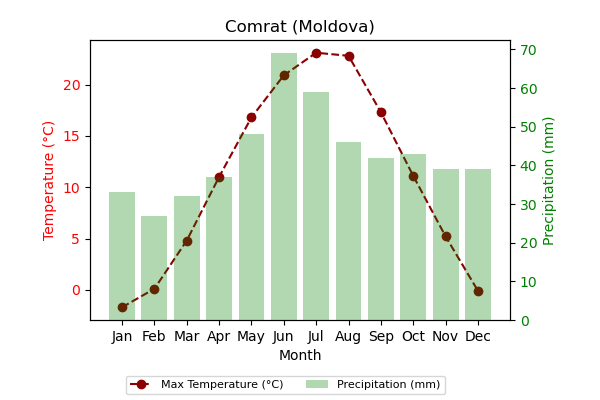 Comrat (Moldova)
Temperature (°C)
20
15
10
5
0
70
60
50
40
30
20
10
0
Precipitation (mm)
Jan Feb Mar Apr May Jun Jul Aug Sep Oct Nov Dec
Month
Max Temperature (°C) Precipitation (mm)